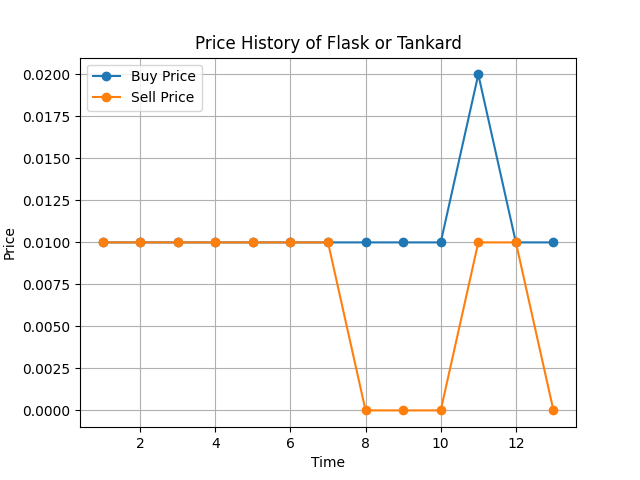 Price History of Flask or Tankard
Buy Price
Sell Price
0.0200
0.0175
0.0150
0.0125
0.0100
0.0075
0.0050
0.0025
0.0000
Price
2 4 6 8 10 12
Time